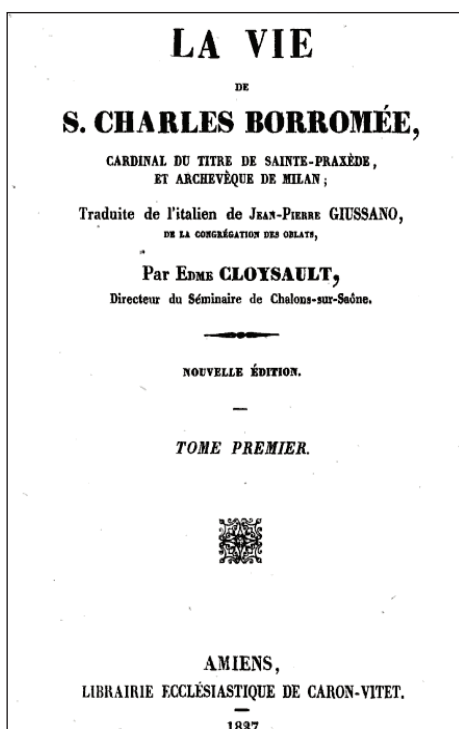 LA VIE
DE
S. CHARLES BORROMÉE,
CARDINAL DU TITRE DE SAINTE-PRAXÈDE,
ET ARCHEVÈQUE DE MILAN;
Traduite de l'italien de JEAN-PIERRE GIUSSANO,
DE LA CONGRÉGATION DES OBLATS,
Par EDME CLOYSAULT,
Directeur du Séminaire de Chalons-sur-Saône.
NOUVELLE ÉDITION.
TOME PREMIER.
AMIENS,
LIBRAIRIE ECCLÉSIASTIQUE DE CARON-VITET.